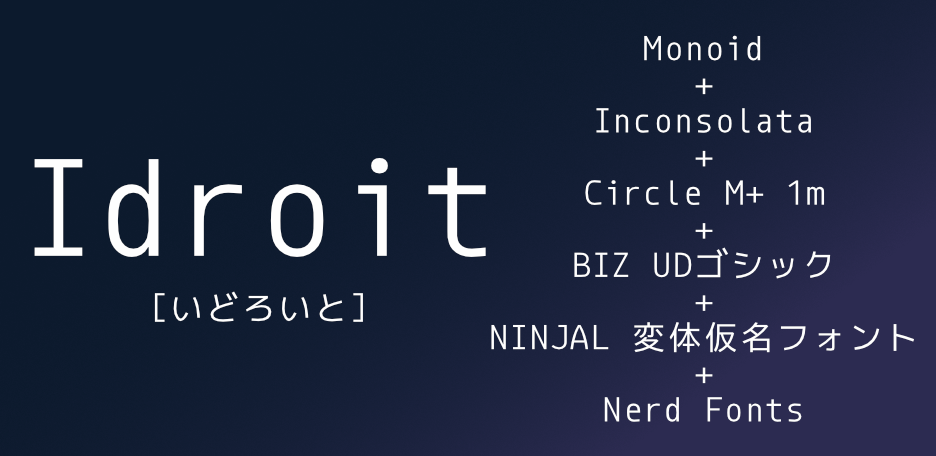 Idroit
[いどろいと]
Monoid
+
Inconsolata
+
Circle M+ 1m
+
BIZ UDゴシック
+
NINJAL 変体仮名フォント
+
Nerd Fonts